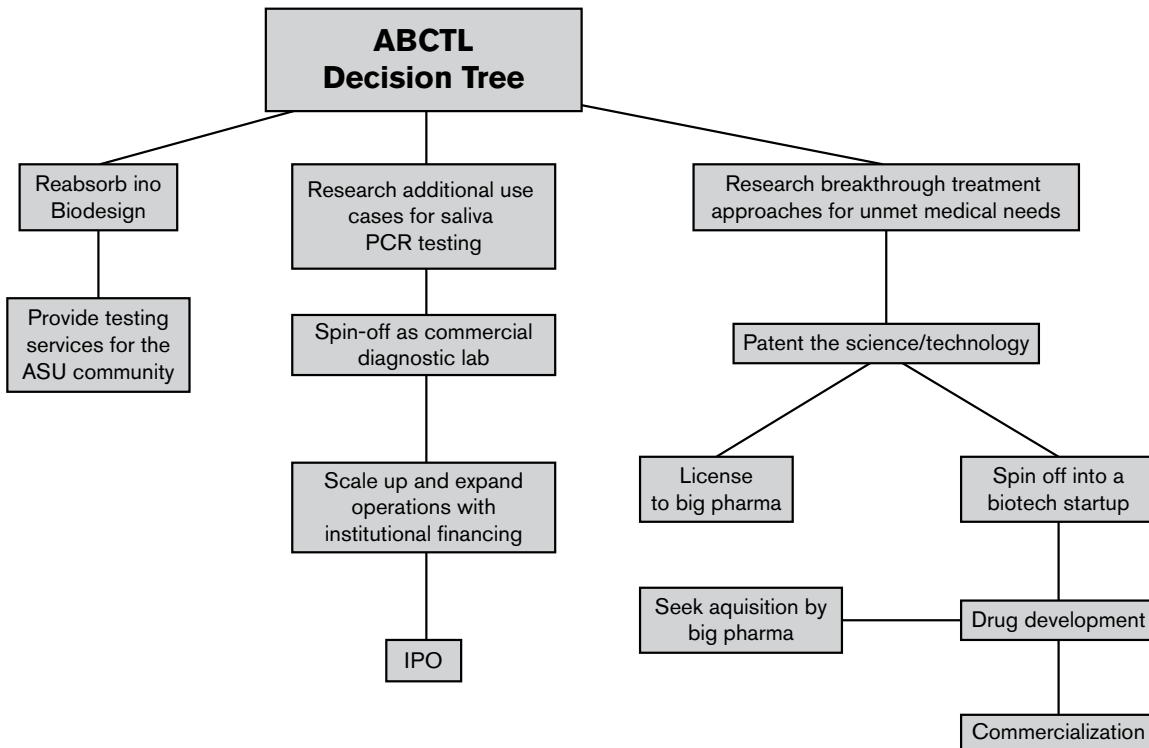 ABCTL
Decision Tree
Reabsorb ino
Biodesign
Provide testing
services for the
ASU community
Research additional use
cases for saliva
PCR testing
Spin-off as commercial
diagnostic lab
Scale up and expand
operations with
institutional financing
IPO
Research breakthrough treatment
approaches for unmet medical needs
Patent the science/technology
License
to big pharma
Spin off into a
biotech startup
Seek aquisition by
big pharma
Drug development
Commercialization